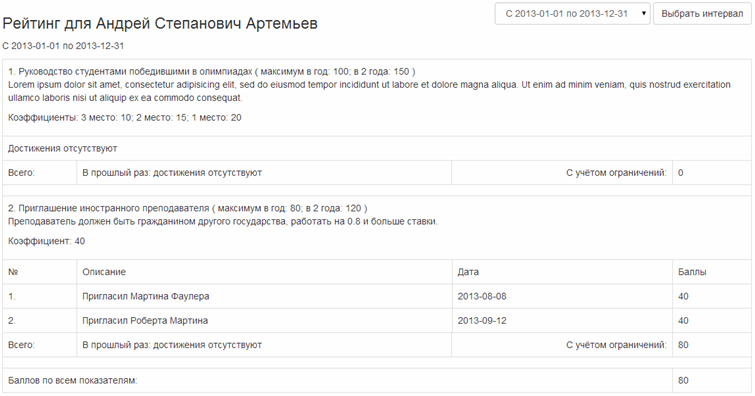 С 2013-01-01 по 2013-12-31 Выбрать интервал
Рейтинг для Андрей Степанович Артемьев
С 2013-01-01 по 2013-12-31
1. Руководство студентами победившими в олимпиадах ( максимум в год: 100; в 2 года: 150 )
Lorem ipsum dolor sit amet, consectetur adipisicing elit, sed do eiusmod tempor incididunt ut labore et dolore magna aliqua. Ut enim ad minim veniam, quis nostrud exercitation
ullamco laboris nisi ut aliquip ex ea commodo consequat.
Коэффициенты: 3 место: 10; 2 место: 15; 1 место: 20
Достижения отсутствуют
Всего: В прошлый раз: достижения отсутствуют С учётом ограничений: 0
2. Приглашение иностранного преподавателя ( максимум в год: 80; в 2 года: 120 )
Преподаватель должен быть гражданином другого государства, работать на 0.8 и больше ставки.
Коэффициент: 40
№ Описание Дата Баллы
1. Пригласил Мартина Фаулера 2013-08-08 40
2. Пригласил Роберта Мартина 2013-09-12 40
Всего: В прошлый раз: достижения отсутствуют С учётом ограничений: 80
Баллов по всем показателям: 80